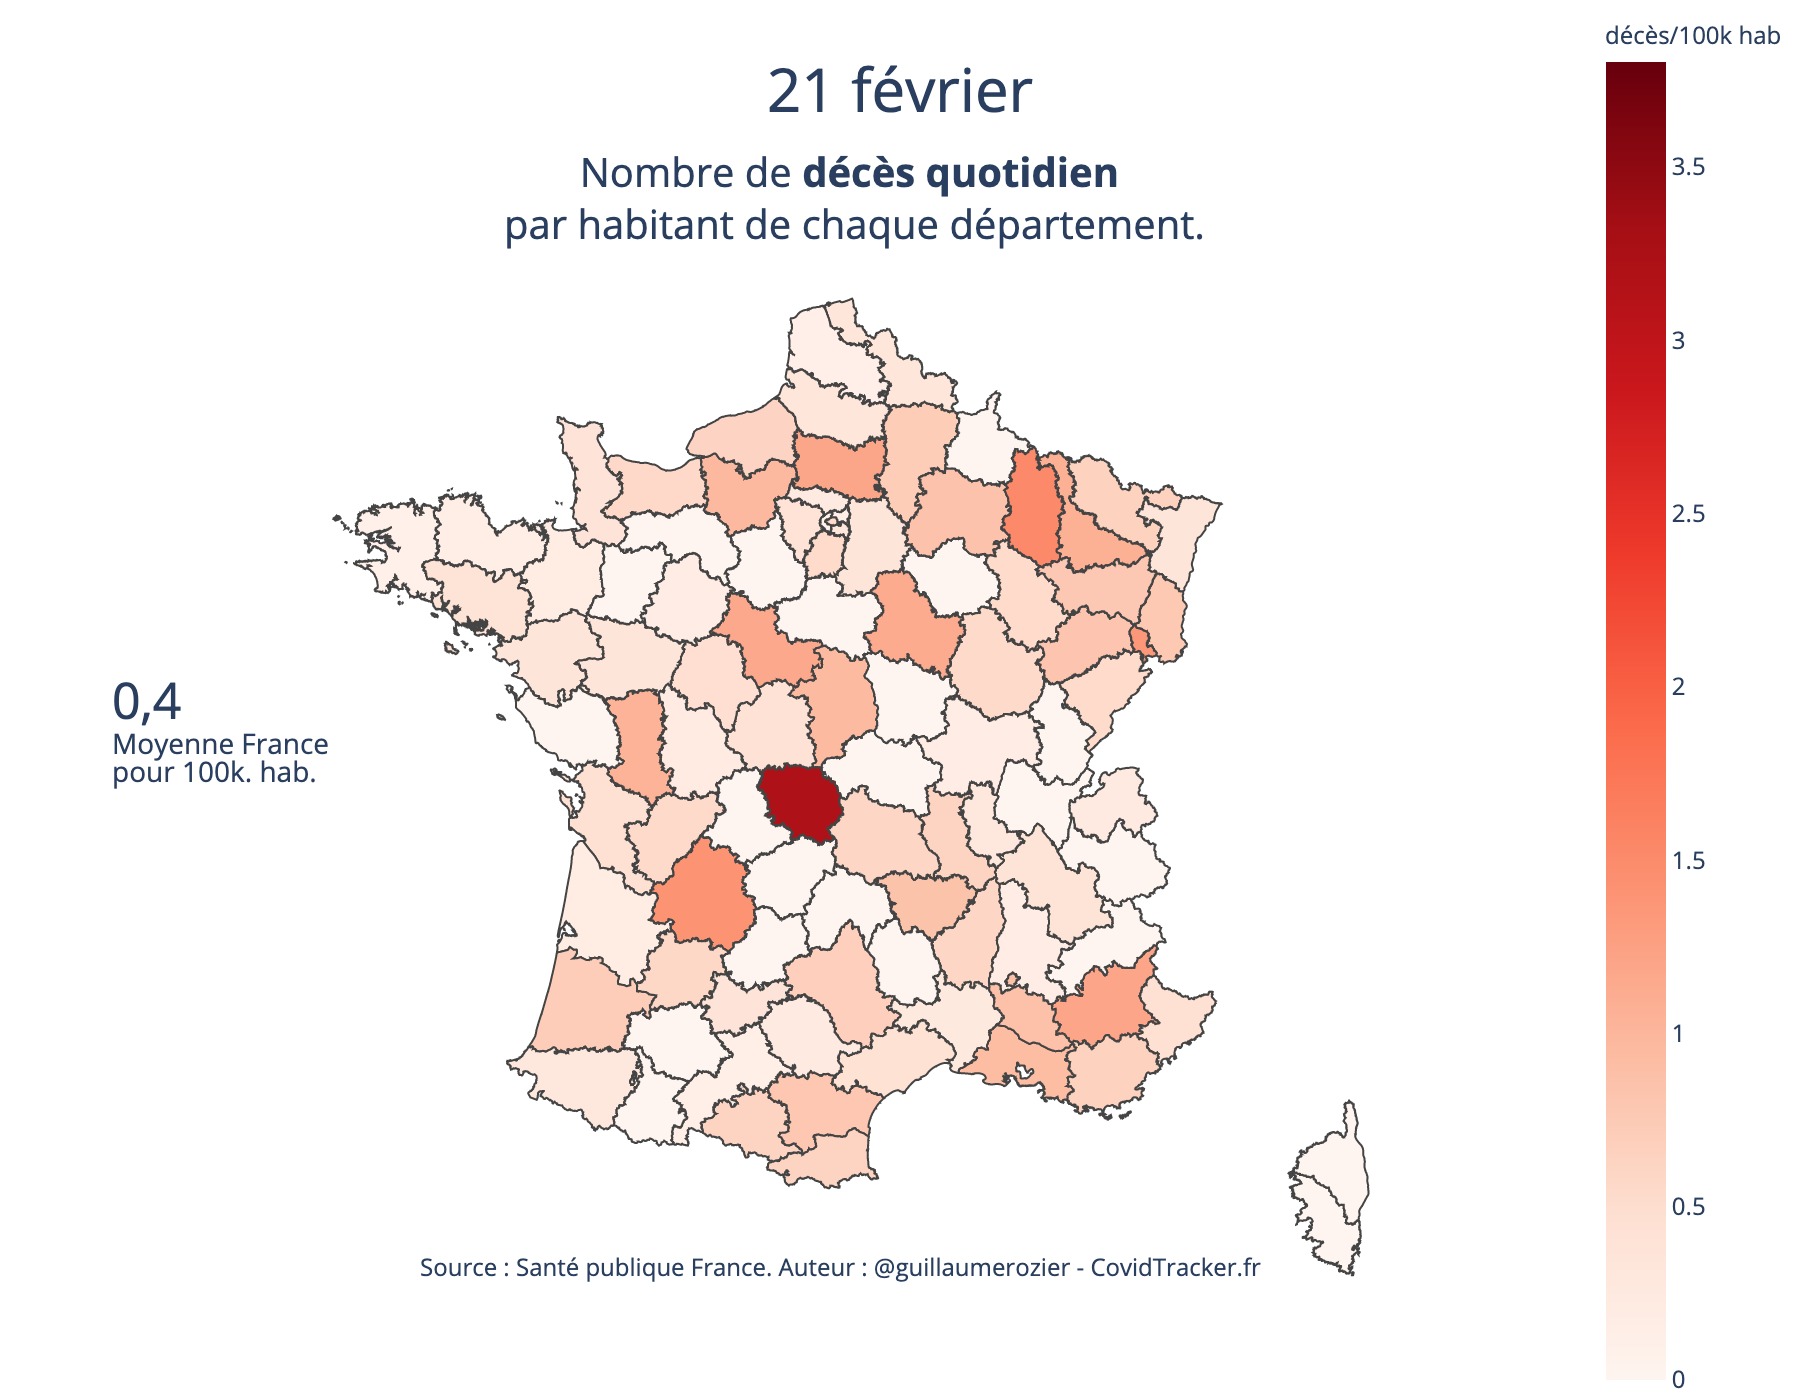 décès/100k hab
21 février
Nombre de décès quotidien
par habitant de chaque département.
3.5
3
2.5
2
1.5
1
0.5
0
0,4
Moyenne France
pour 100k. hab.
Source : Santé publique France. Auteur : @guillaumerozier - CovidTracker.fr